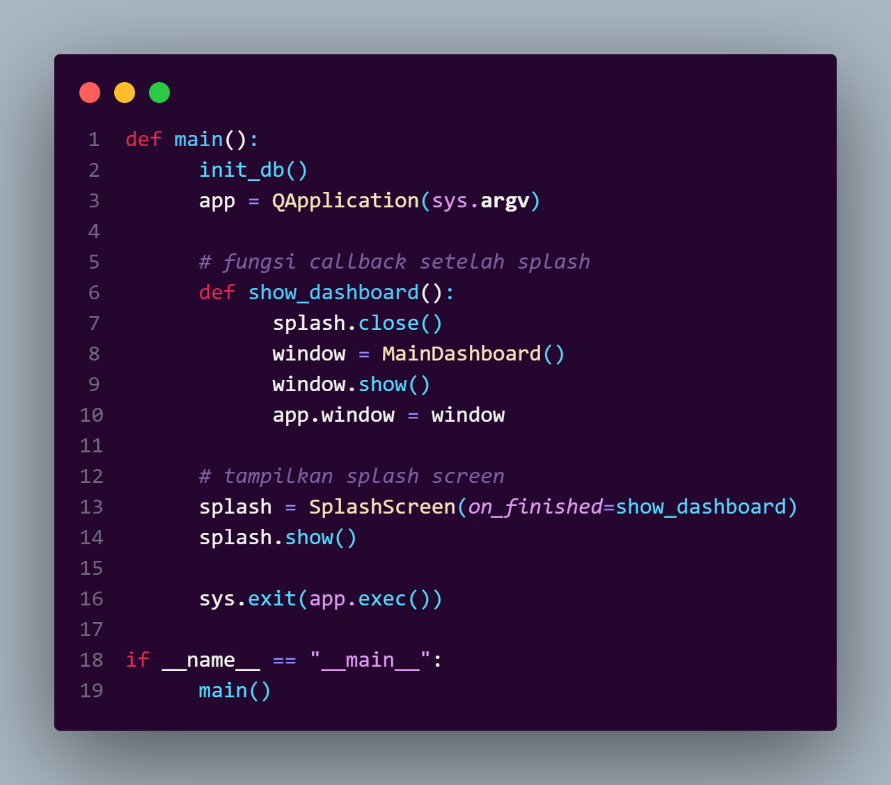 1 def main():
2 init_db()
3 app = QApplication(sys.argv)
4
5 # fungsi callback setelah splash
6 def show_dashboard():
7 splash.close()
8 window = MainDashboard()
9 window.show()
10 app.window = window
11
12 # tampilkan splash screen
13 splash = SplashScreen(on_finished=show_dashboard)
14 splash.show()
15
16 sys.exit(app.exec())
17
18 if __name__ == "__main__":
19 main()